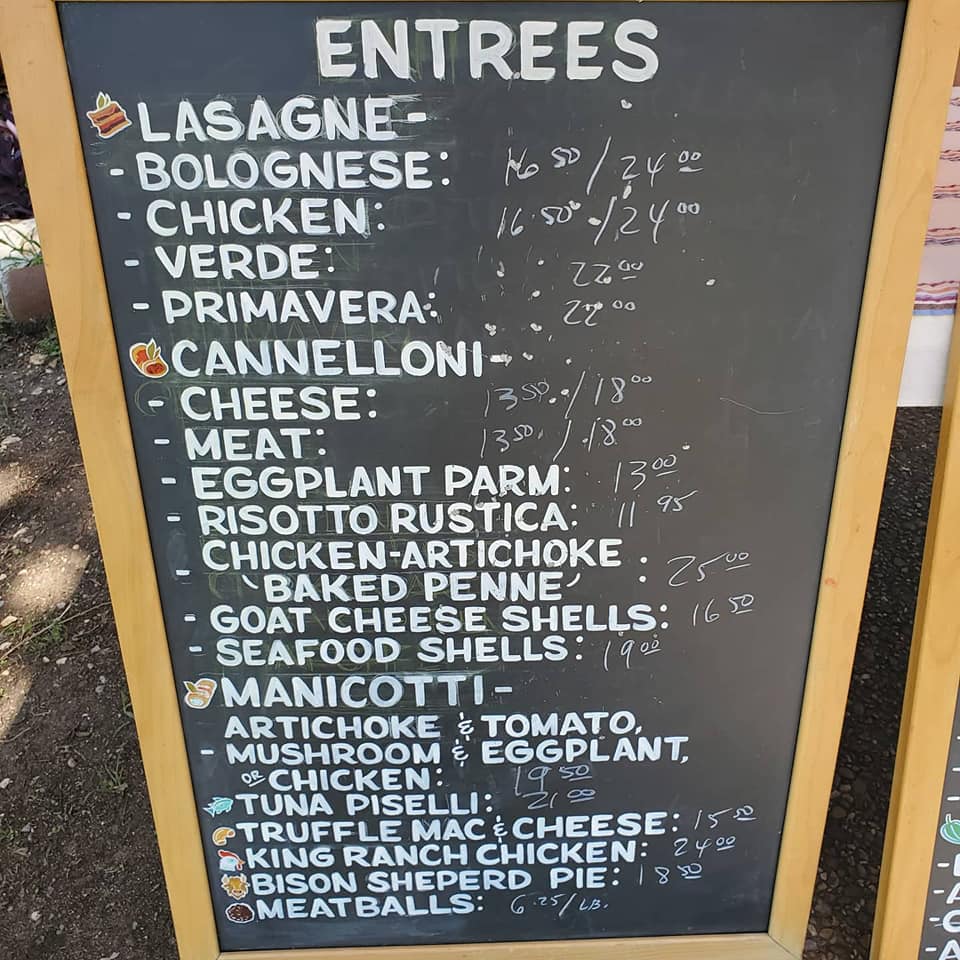 ENTREES
LASAGNE-
- BOLOGNESE: 16 50 / 24 00
- CHICKEN: 16 50 / 24 00
- VERDE: 22 00
- PRIMAVERA: 22 00
CANNELLONI-
- CHEESE: 13 50 / 18 00
- MEAT: 13 50 / 18 00
- EGGPLANT PARM: 13 00
- RISOTTO RUSTICA: 11 95
CHICKEN-ARTICHOKE
- 'BAKED PENNE' : 25 00
- GOAT CHEESE SHELLS: 16 50
- SEAFOOD SHELLS: 19 00
MANICOTTI-
ARTICHOKE & TOMATO,
- MUSHROOM & EGGPLANT,
OR CHICKEN: 19 50
TUNA PISELLI: 21 00
TRUFFLE MAC & CHEESE: 15 50
KING RANCH CHICKEN: 24 00
BISON SHEPERD PIE: 18 50
MEATBALLS: 6.25/LB.